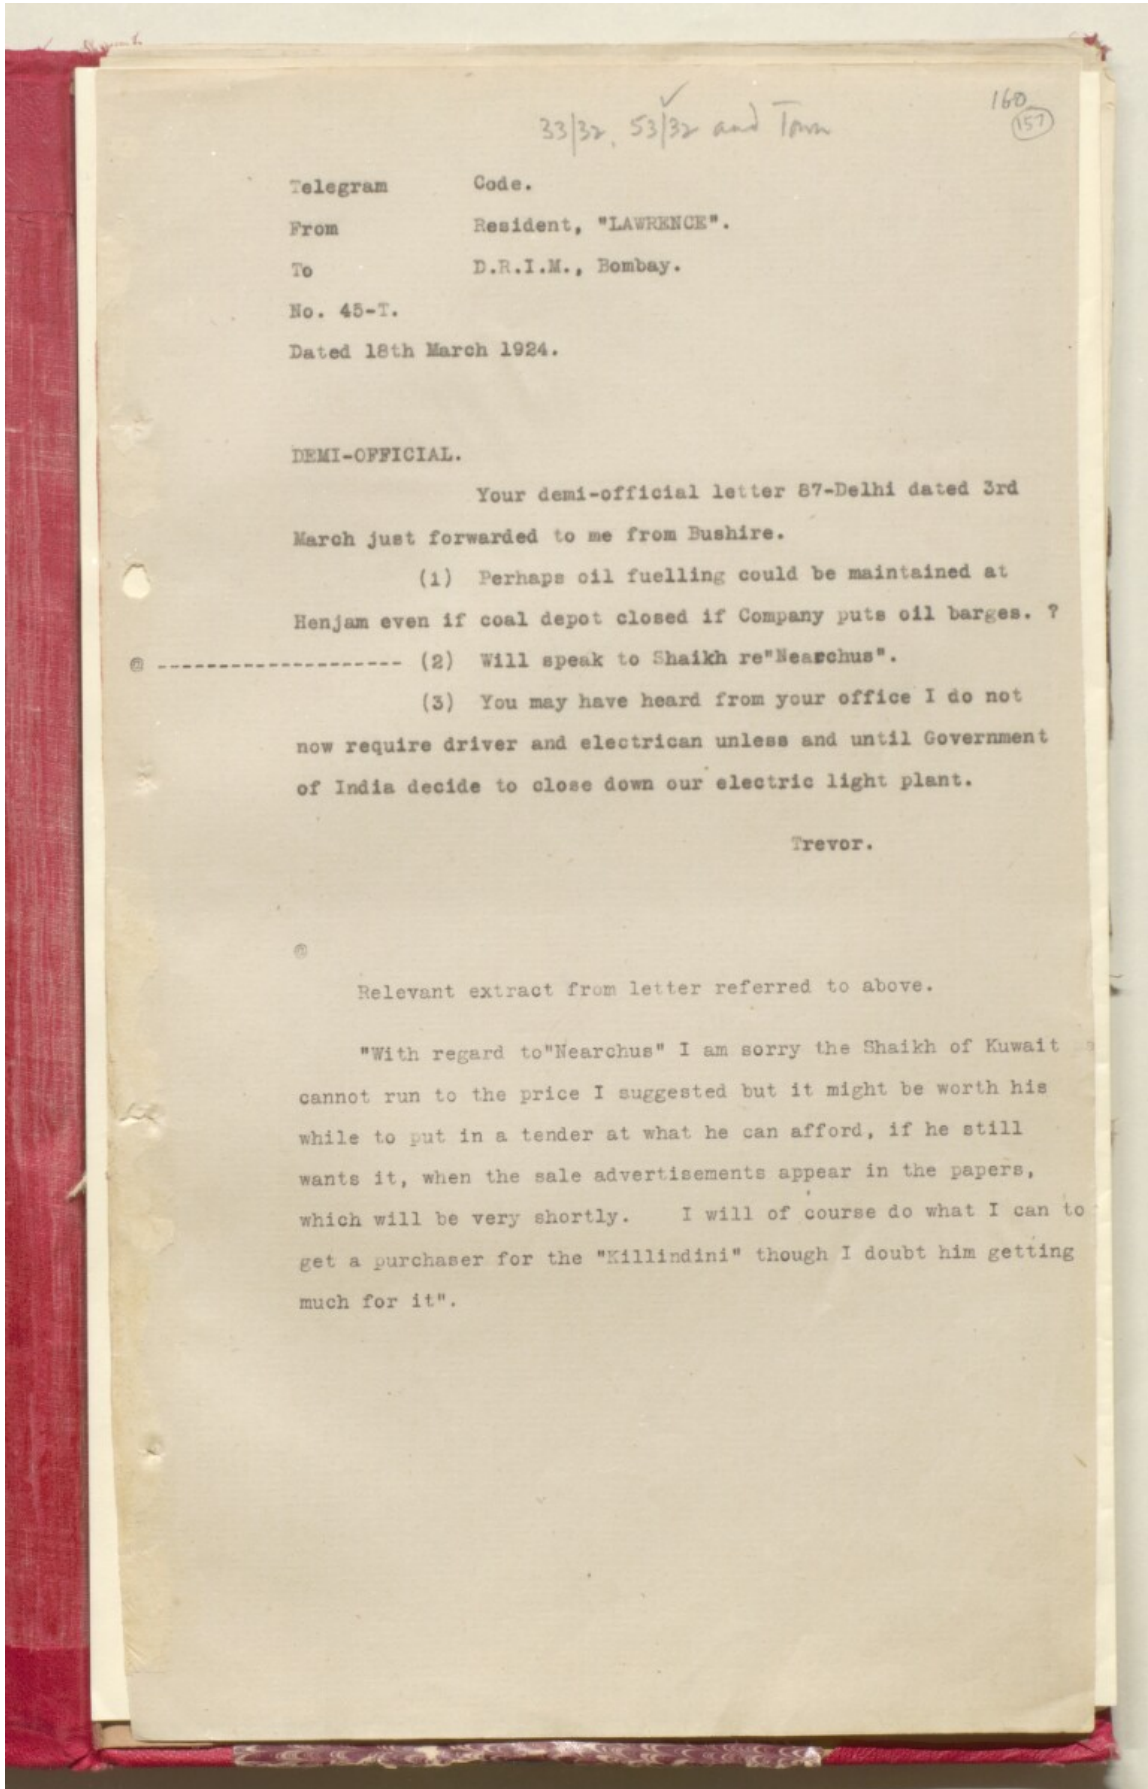 160
157
33/32, 53/32 and Town
Telegram Code.
From Resident, "LAWRENCE".
To D.R.I.M., Bombay.
No. 45-T.
Dated 18th March 1924.
DEMI-OFFICIAL.
Your demi-official letter 87-Delhi dated 3rd
March just forwarded to me from Bushire.
(1) Perhaps oil fuelling could be maintained at
Henjam even if coal depot closed if Company puts oil barges. ?
@ -------------------- (2) Will speak to Shaikh re"Nearchus".
(3) You may have heard from your office I do not
now require driver and electrican unless and until Government
of India decide to close down our electric light plant.
Trevor.
@
Relevant extract from letter referred to above.
"With regard to"Nearchus" I am sorry the Shaikh of Kuwait
cannot run to the price I suggested but it might be worth his
while to put in a tender at what he can afford, if he still
wants it, when the sale advertisements appear in the papers,
which will be very shortly. I will of course do what I can to
get a purchaser for the "Killindini" though I doubt him getting
much for it".